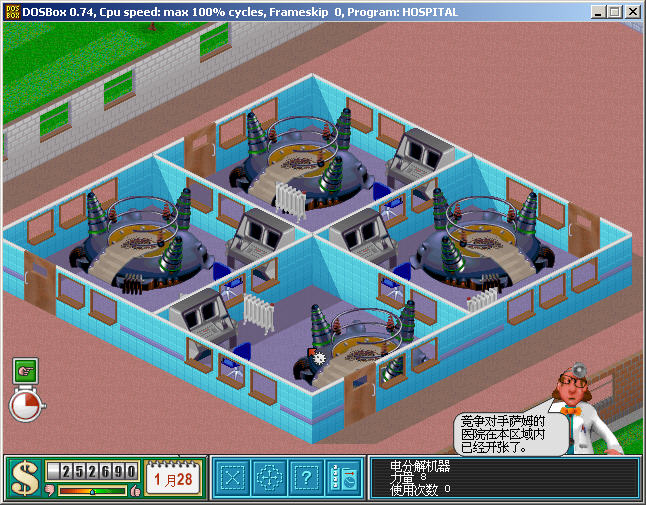 DOSBox 0.74, Cpu speed: max 100% cycles, Frameskip 0, Program: HOSPITAL
竞争对手萨姆的
医院在本区域内
已经开张了。
$ 252690
1月28
?
电分解机器
力量 8
使用次数 0